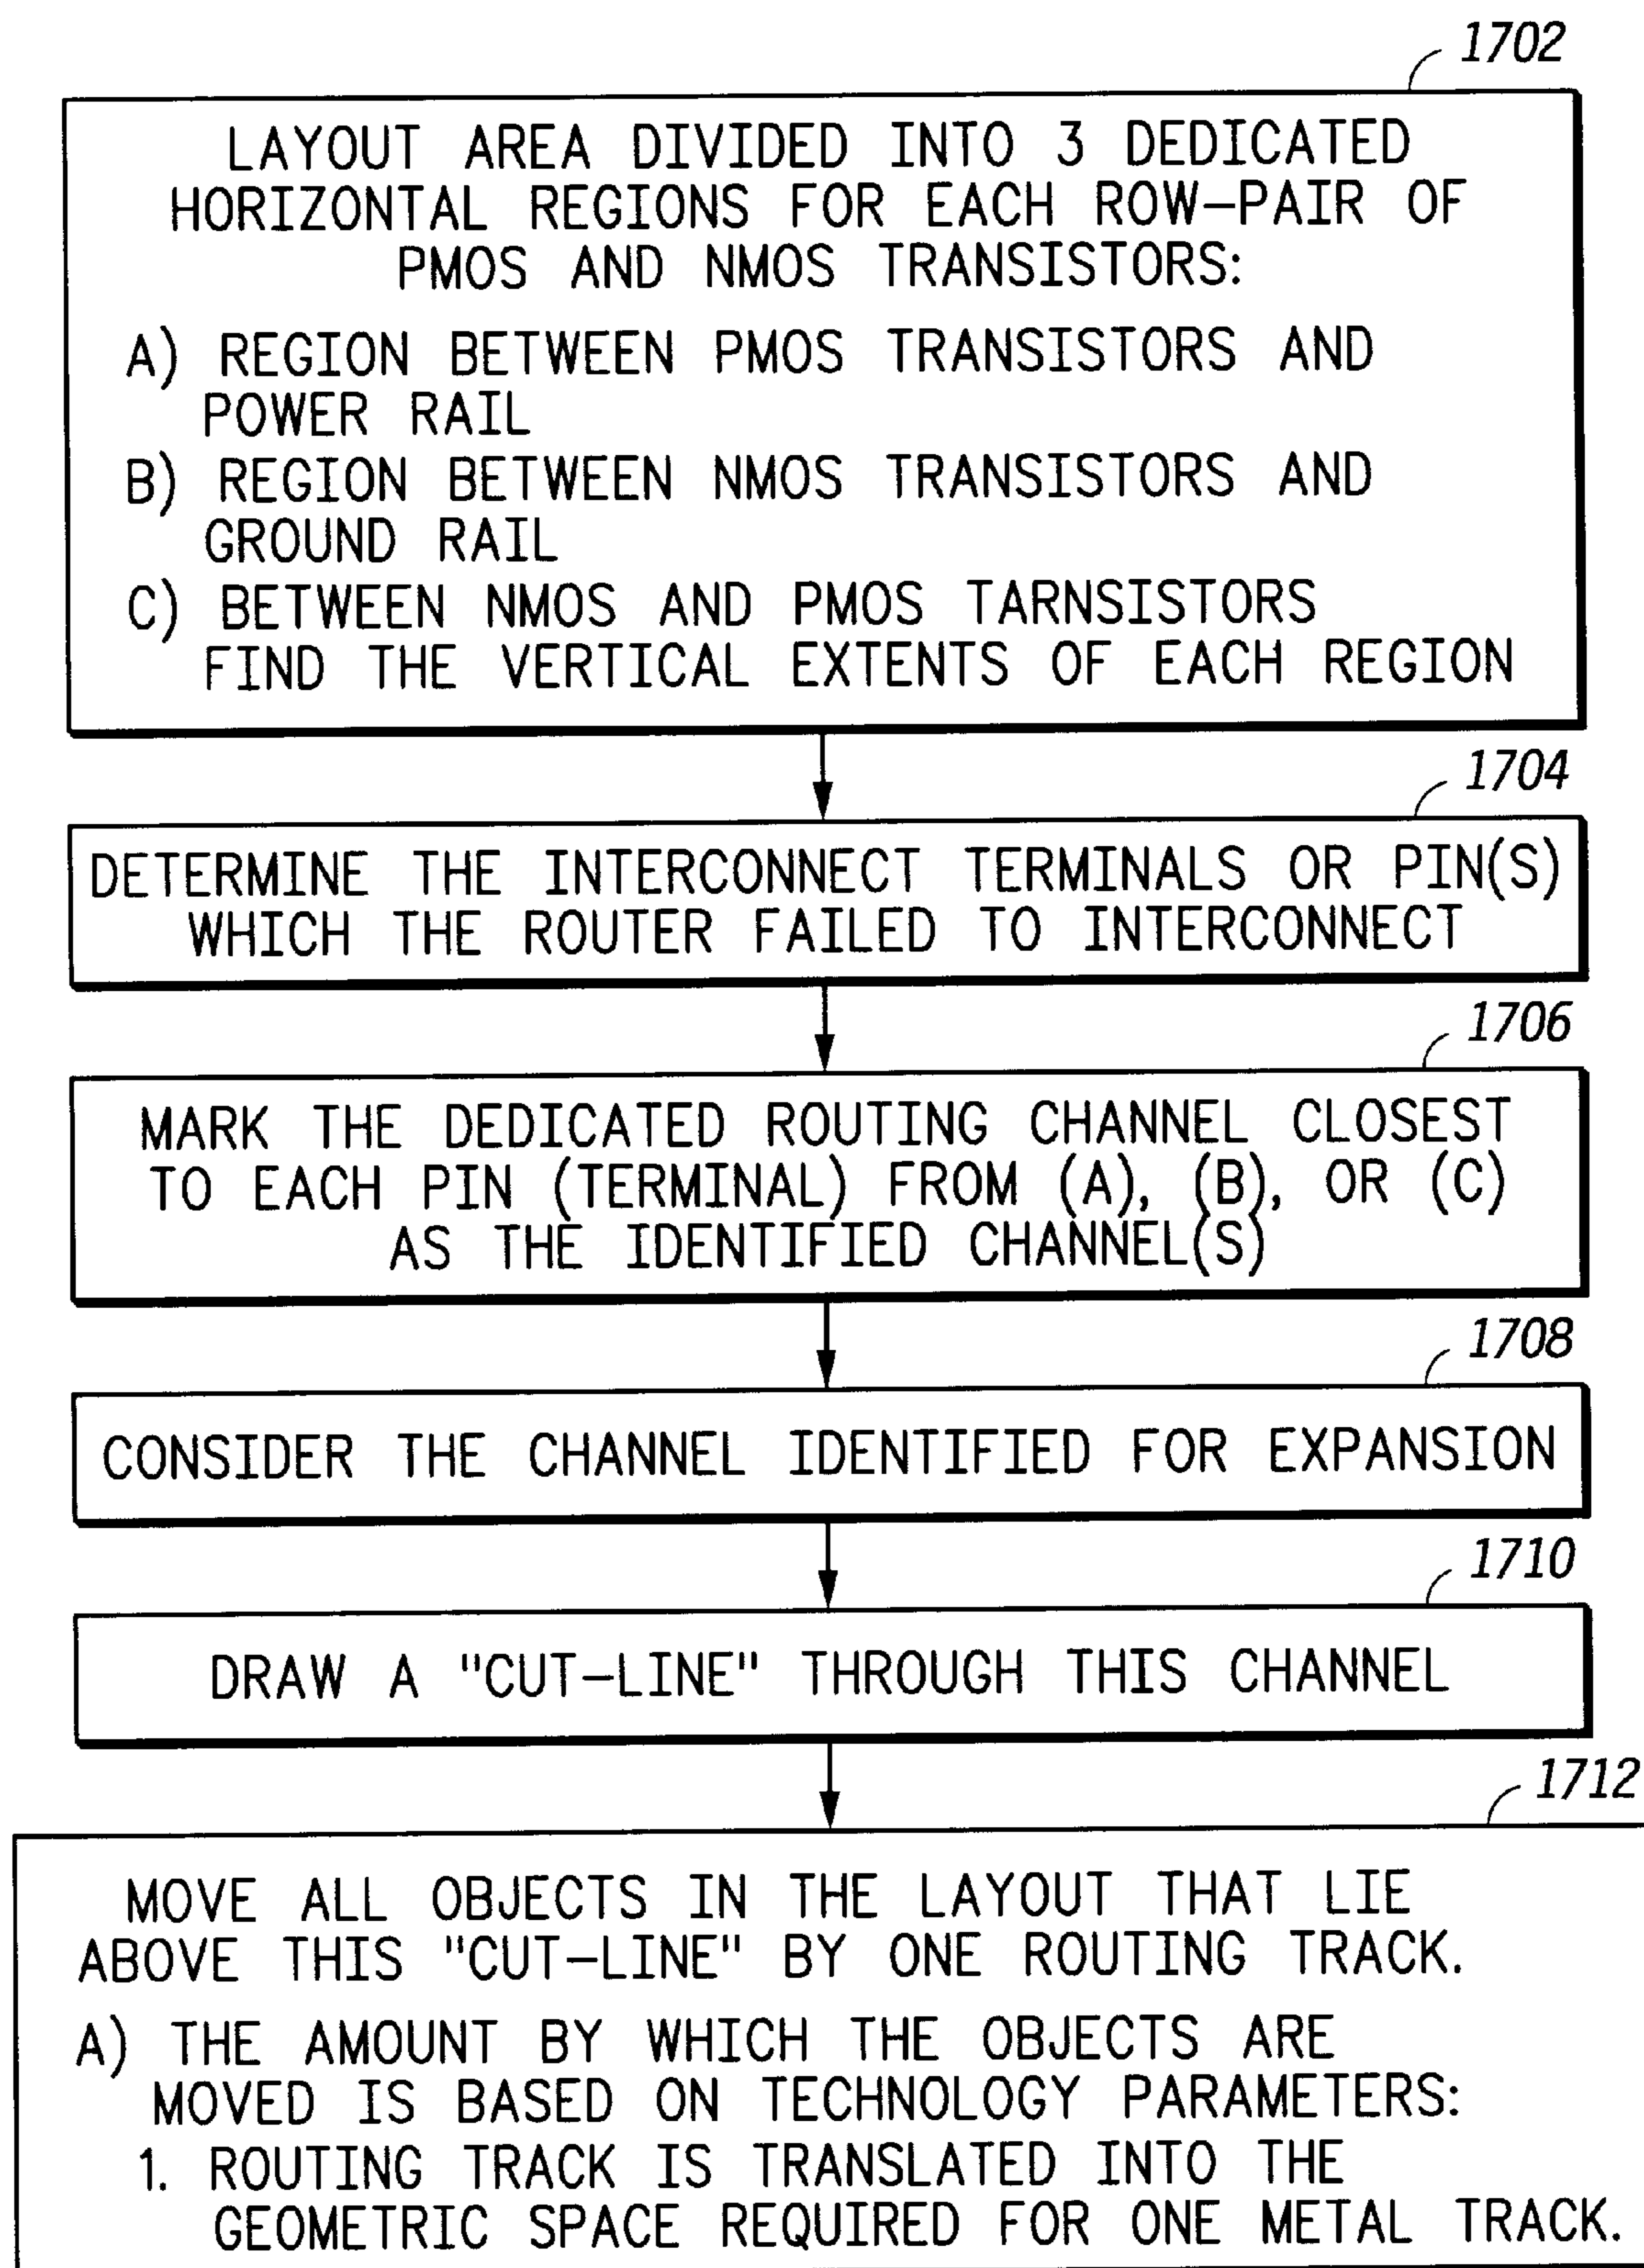 1702
LAYOUT AREA DIVIDED INTO 3 DEDICATED
HORIZONTAL REGIONS FOR EACH ROW-PAIR OF
PMOS AND NMOS TRANSISTORS:
A) REGION BETWEEN PMOS TRANSISTORS AND
POWER RAIL
B) REGION BETWEEN NMOS TRANSISTORS AND
GROUND RAIL
C) BETWEEN NMOS AND PMOS TARNSISTORS
FIND THE VERTICAL EXTENTS OF EACH REGION
1704
DETERMINE THE INTERCONNECT TERMINALS OR PIN(S)
WHICH THE ROUTER FAILED TO INTERCONNECT
1706
MARK THE DEDICATED ROUTING CHANNEL CLOSEST
TO EACH PIN (TERMINAL) FROM (A), (B), OR (C)
AS THE IDENTIFIED CHANNEL(S)
1708
CONSIDER THE CHANNEL IDENTIFIED FOR EXPANSION
1710
DRAW A "CUT-LINE" THROUGH THIS CHANNEL
1712
MOVE ALL OBJECTS IN THE LAYOUT THAT LIE
ABOVE THIS "CUT-LINE" BY ONE ROUTING TRACK.
A) THE AMOUNT BY WHICH THE OBJECTS ARE
MOVED IS BASED ON TECHNOLOGY PARAMETERS:
1. ROUTING TRACK IS TRANSLATED INTO THE
GEOMETRIC SPACE REQUIRED FOR ONE METAL TRACK.